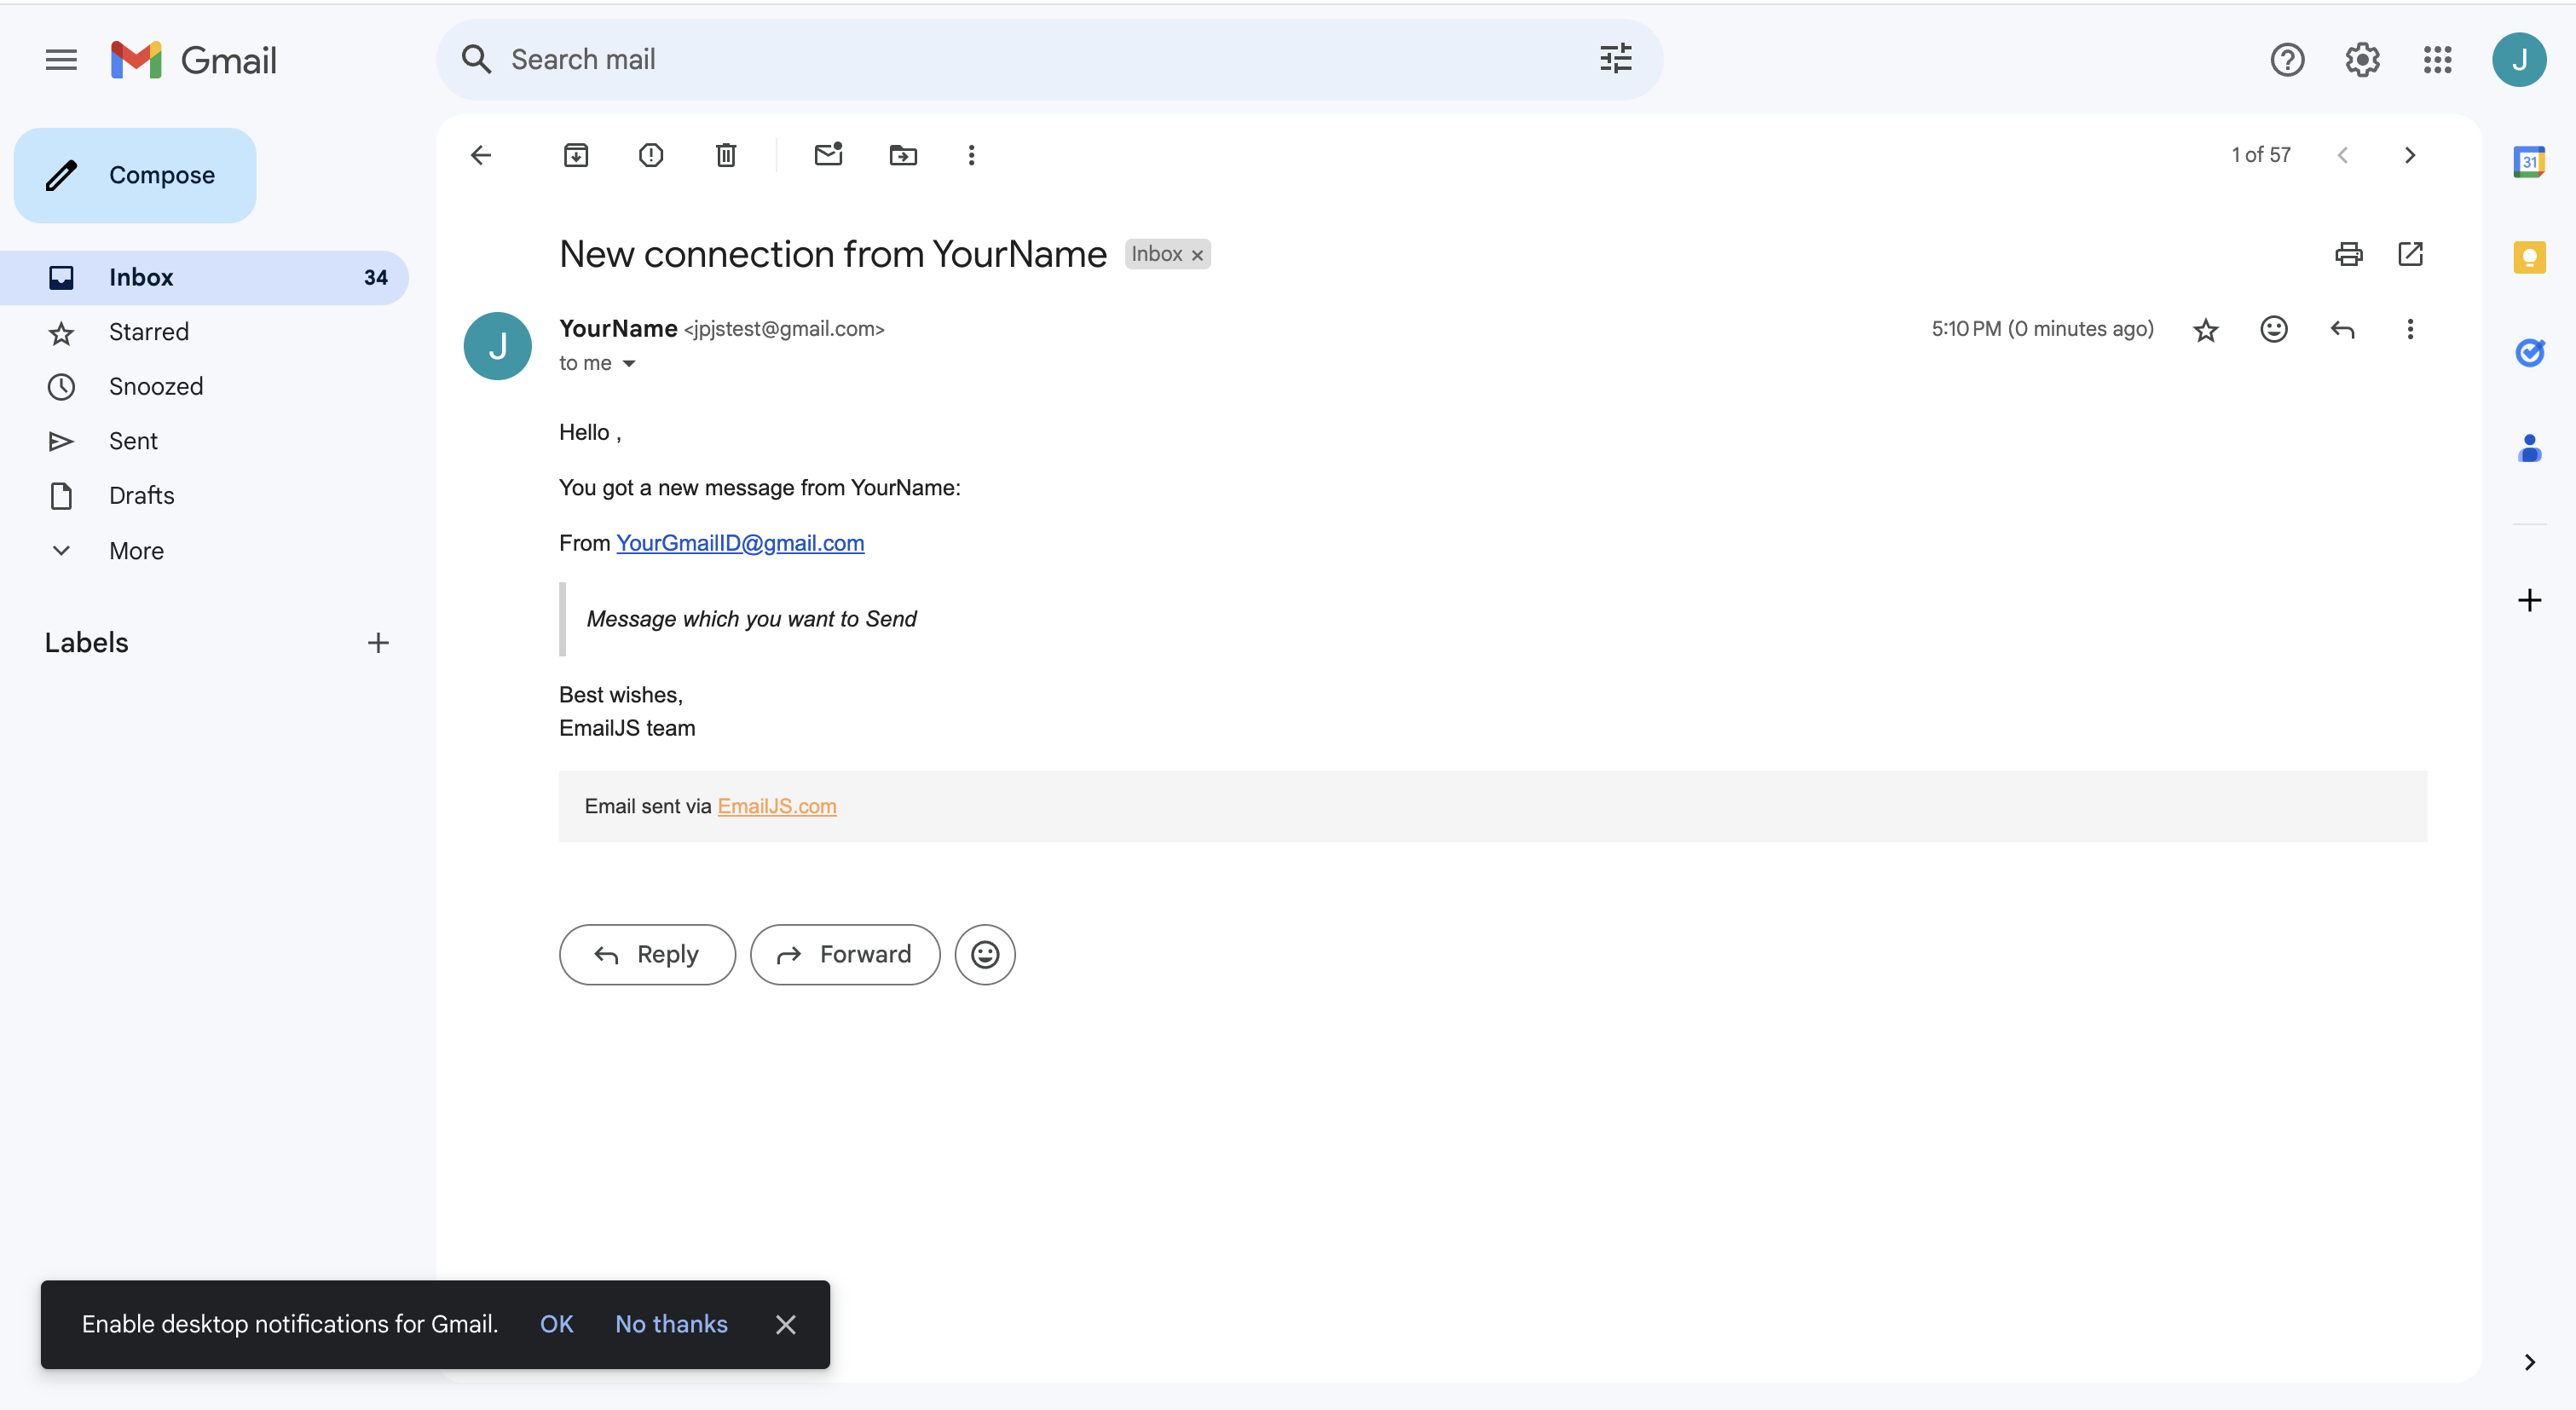 Gmail
Search mail
J
Compose
1 of 57
31
New connection from YourName Inbox ×
Inbox 34
YourName <jpjstest@gmail.com> 5:10 PM (0 minutes ago)
J
to me
Starred
Snoozed
Sent
Drafts
More
Labels
Hello ,
You got a new message from YourName:
From YourGmailID@gmail.com
Message which you want to Send
Best wishes,
EmailJS team
Email sent via EmailJS.com
Reply Forward
Enable desktop notifications for Gmail. OK No thanks